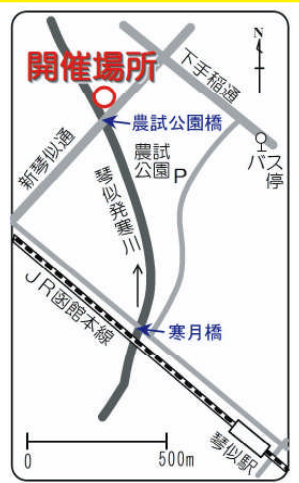 N
開催場所
下手稲通
農試公園橋
新琴似通
農試
公園
P
バス
停
琴似発寒川
JR函館本線
寒月橋
琴似駅
0
500m